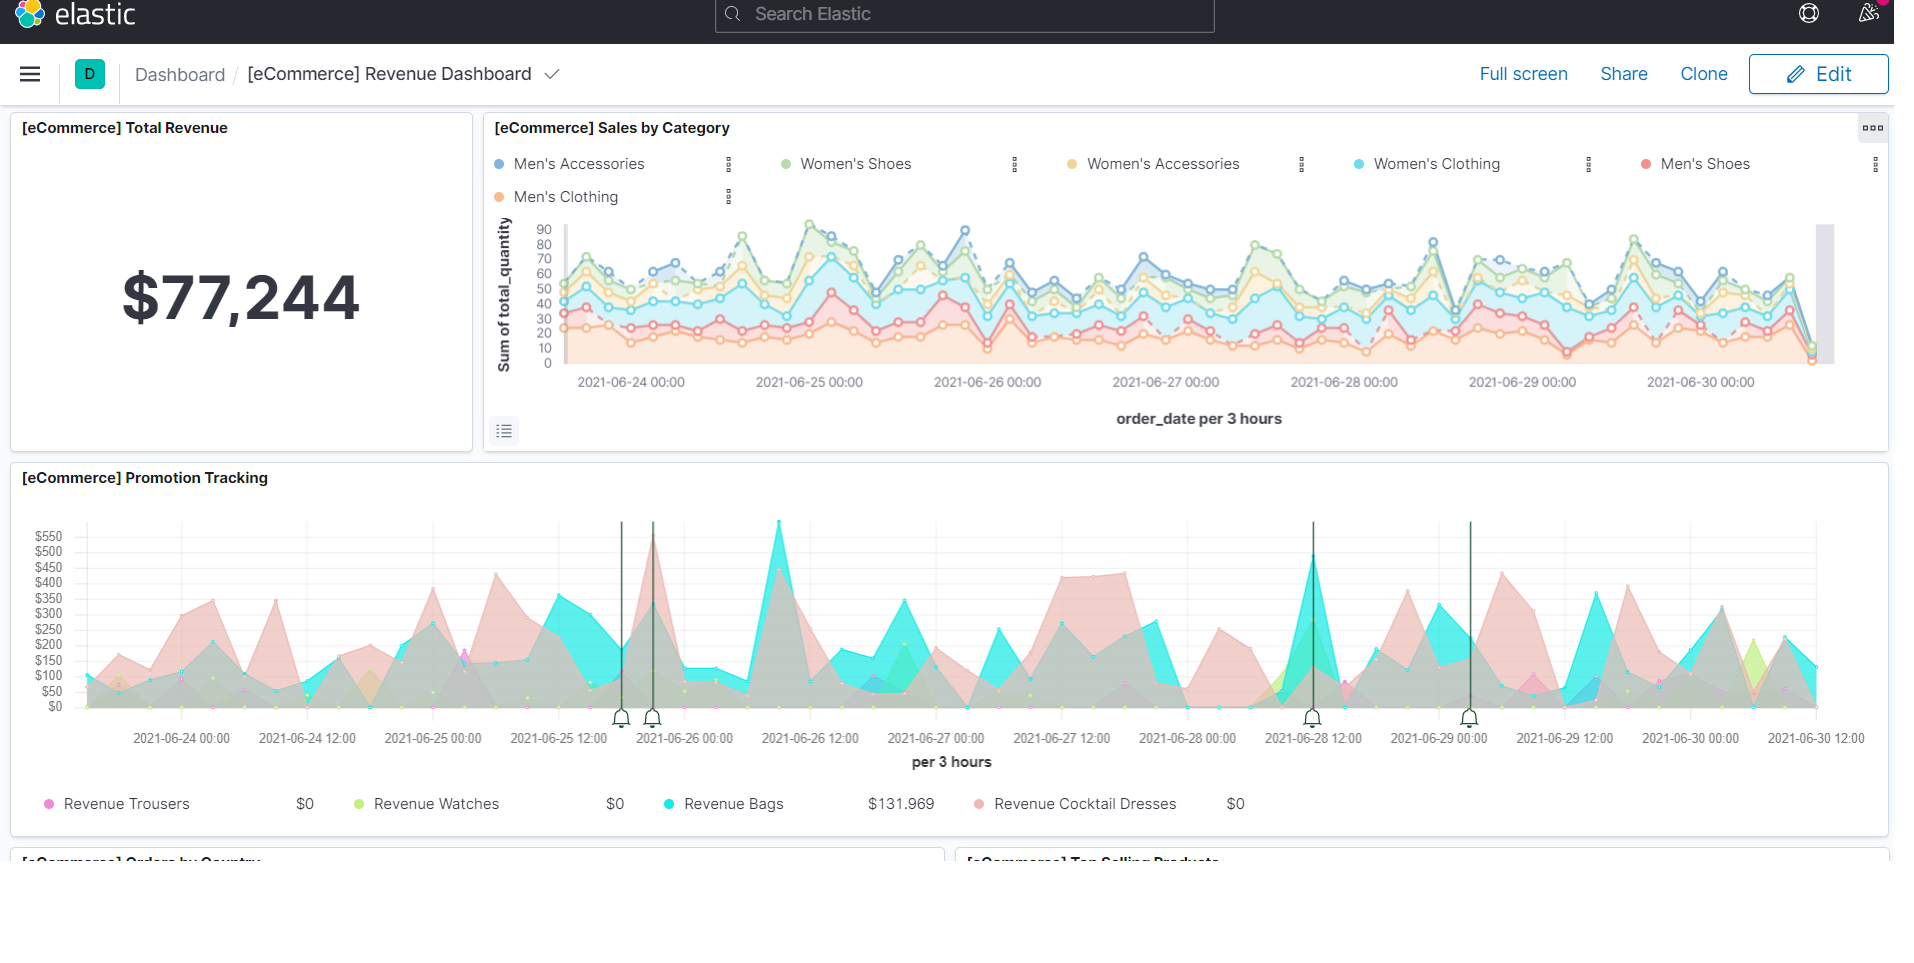 elastic
Search Elastic
D
Dashboard / [eCommerce] Revenue Dashboard
Full screen
Share
Clone
Edit
[eCommerce] Total Revenue
$77,244
[eCommerce] Sales by Category
Men's Accessories
Women's Shoes
Women's Accessories
Women's Clothing
Men's Shoes
Men's Clothing
Sum of total_quantity
90
80
70
60
50
40
30
20
10
0
2021-06-24 00:00
2021-06-25 00:00
2021-06-26 00:00
2021-06-27 00:00
2021-06-28 00:00
2021-06-29 00:00
2021-06-30 00:00
order_date per 3 hours
[eCommerce] Promotion Tracking
$550
$500
$450
$400
$350
$300
$250
$200
$150
$100
$50
$0
2021-06-24 00:00
2021-06-24 12:00
2021-06-25 00:00
2021-06-25 12:00
2021-06-26 00:00
2021-06-26 12:00
2021-06-27 00:00
2021-06-27 12:00
2021-06-28 00:00
2021-06-28 12:00
2021-06-29 00:00
2021-06-29 12:00
2021-06-30 00:00
2021-06-30 12:00
per 3 hours
Revenue Trousers $0
Revenue Watches $0
Revenue Bags $131.969
Revenue Cocktail Dresses $0
[eCommerce] Orders by Country
[eCommerce] Top Selling Products